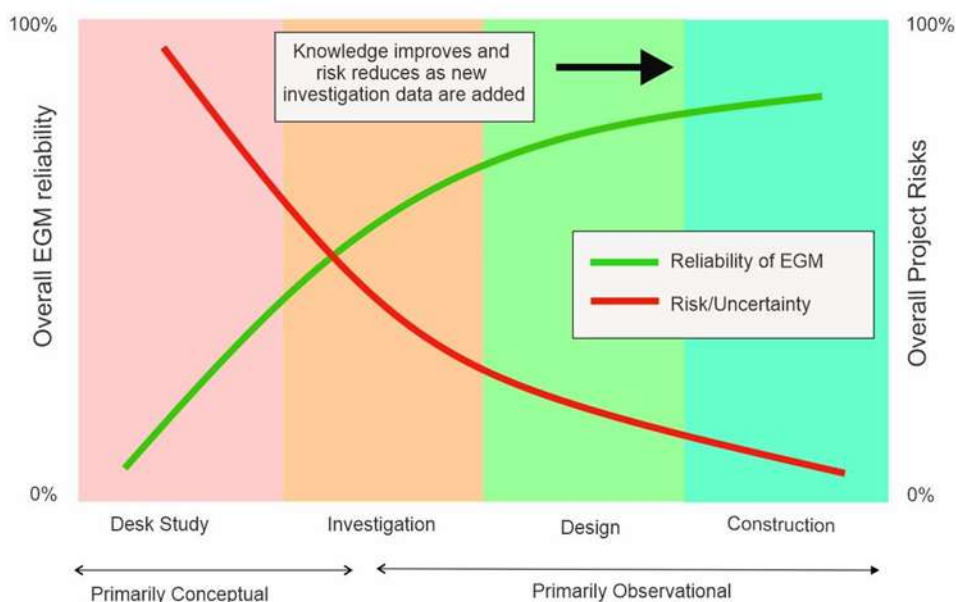 100%
100%
Knowledge improves and
risk reduces as new
investigation data are added
Overall EGM reliability
Overall Project Risks
Reliability of EGM
Risk/Uncertainty
0%
0%
Desk Study
Investigation
Design
Construction
Primarily Conceptual
Primarily Observational